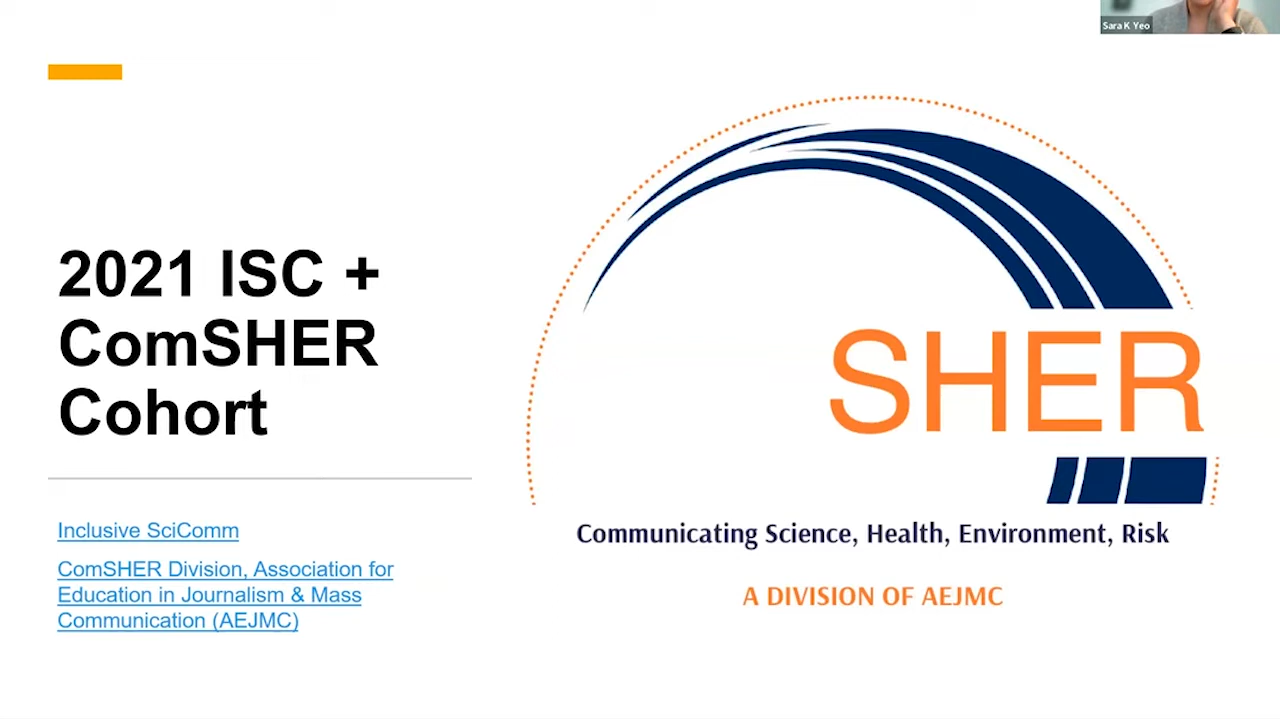 Sara K Yeo
2021 ISC +
ComSHER
Cohort
Inclusive SciComm
ComSHER Division, Association for
Education in Journalism & Mass
Communication (AEJMC)
SHER
Communicating Science, Health, Environment, Risk
A DIVISION OF AEJMC